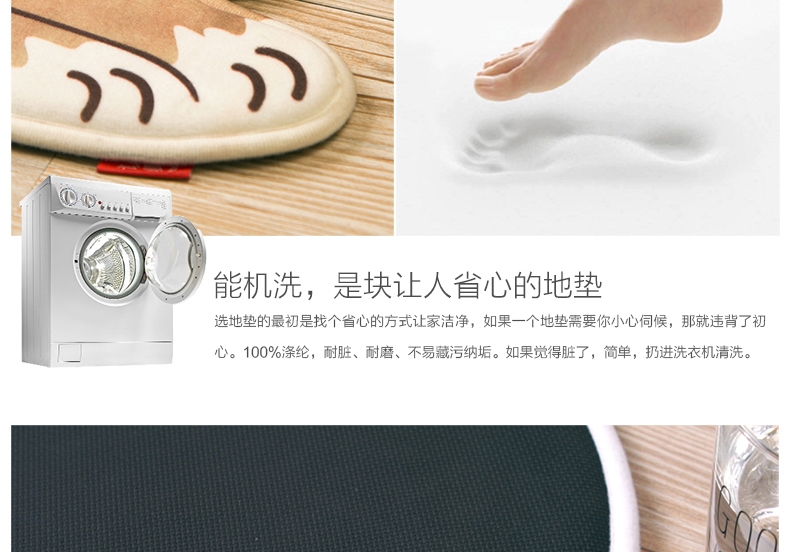 能机洗，是块让人省心的地垫
选地垫的最初是找个省心的方式让家洁净，如果一个地垫需要你小心伺候，那就违背了初
心。100%涤纶，耐脏、耐磨、不易藏污纳垢。如果觉得脏了，简单，扔进洗衣机清洗。
GOO